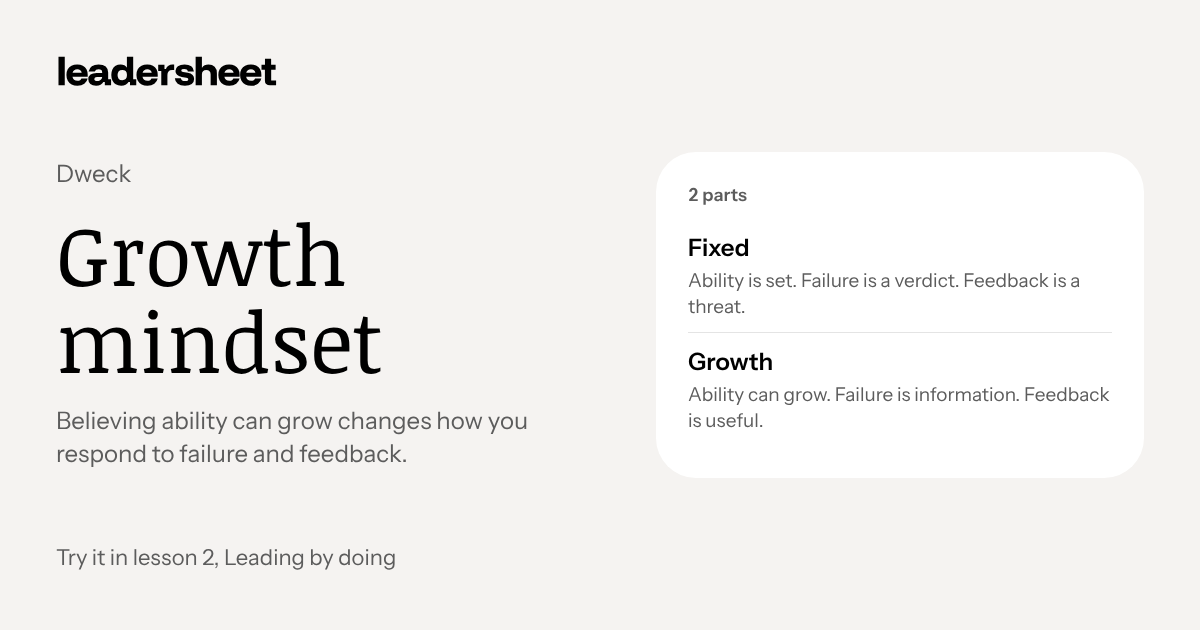 leadersheet
Dweck
Growth
mindset
Believing ability can grow changes how you
respond to failure and feedback.
Try it in lesson 2, Leading by doing
2 parts
Fixed
Ability is set. Failure is a verdict. Feedback is a
threat.
Growth
Ability can grow. Failure is information. Feedback
is useful.